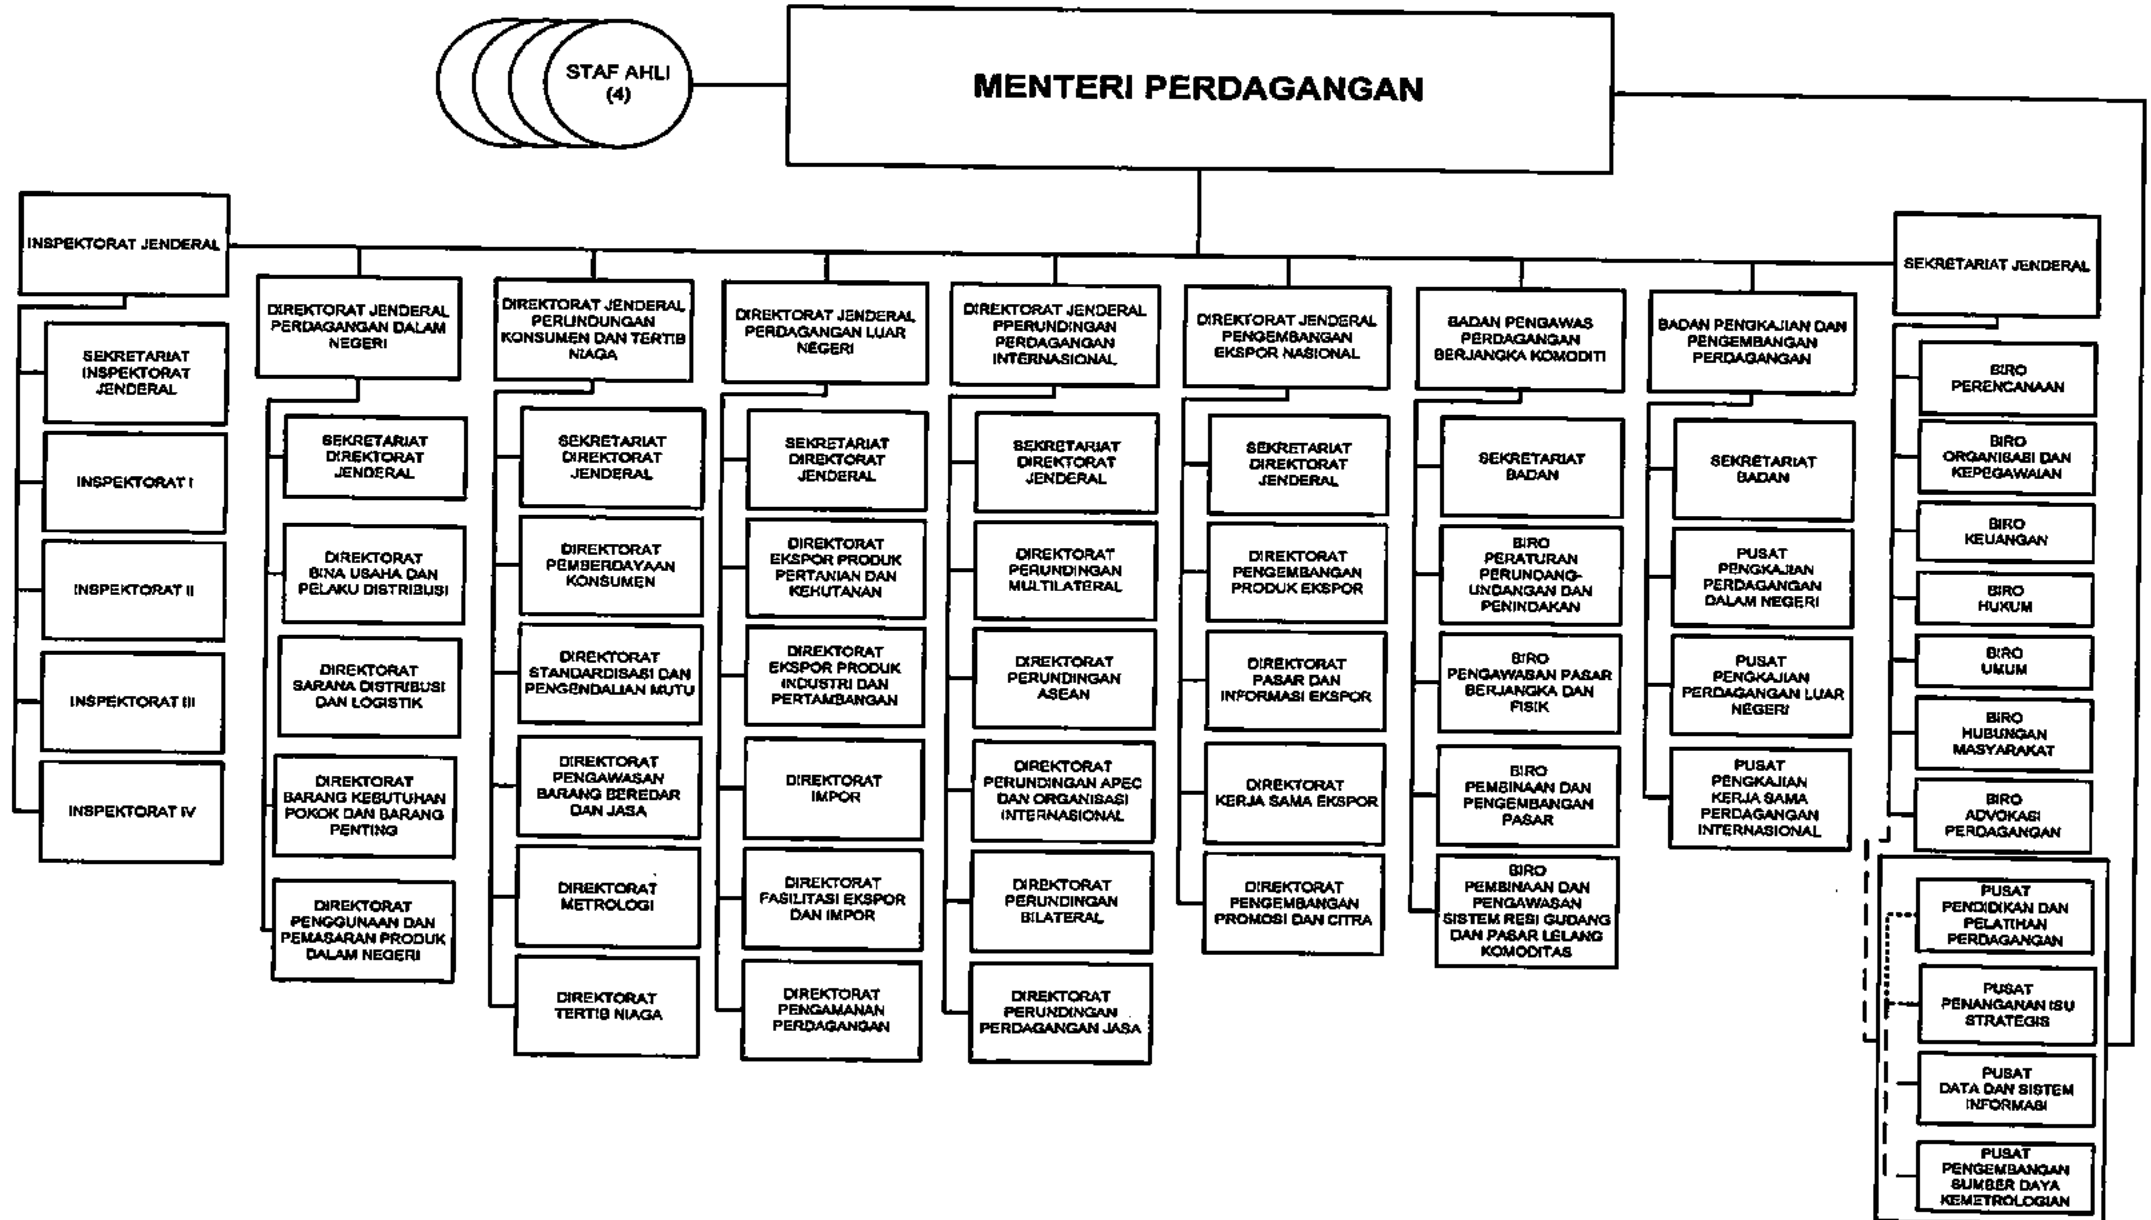 STAF AHLI
(4)
MENTERI PERDAGANGAN
INSPEKTORAT JENDERAL
SEKRETARIAT
INSPEKTORAT
JENDERAL
INSPEKTORAT I
INSPEKTORAT II
INSPEKTORAT III
INSPEKTORAT IV
DIREKTORAT JENDERAL
PERDAGANGAN DALAM
NEGERI
SEKRETARIAT
DIREKTORAT
JENDERAL
DIREKTORAT
BINA USAHA DAN
PELAKU DISTRIBUSI
DIREKTORAT
SARANA DISTRIBUSI
DAN LOGISTIK
DIREKTORAT
BARANG KEBUTUHAN
POKOK DAN BARANG
PENTING
DIREKTORAT
PENGGUNAAN DAN
PEMASARAN PRODUK
DALAM NEGERI
DIREKTORAT JENDERAL
PERLINDUNGAN
KONSUMEN DAN TERTIB
NIAGA
SEKRETARIAT
DIREKTORAT
JENDERAL
DIREKTORAT
PEMBERDAYAAN
KONSUMEN
DIREKTORAT
STANDARDISASI DAN
PENGENDALIAN MUTU
DIREKTORAT
PENGAWASAN
BARANG BEREDAR
DAN JASA
DIREKTORAT
METROLOGI
DIREKTORAT
TERTIB NIAGA
DIREKTORAT JENDERAL
PERDAGANGAN LUAR
NEGERI
SEKRETARIAT
DIREKTORAT
JENDERAL
DIREKTORAT
EKSPOR PRODUK
PERTANIAN DAN
KEHUTANAN
DIREKTORAT
EKSPOR PRODUK
INDUSTRI DAN
PERTAMBANGAN
DIREKTORAT
IMPOR
DIREKTORAT
FASILITASI EKSPOR
DAN IMPOR
DIREKTORAT
PENGAMANAN
PERDAGANGAN
DIREKTORAT JENDERAL
PPERUNDINGAN
PERDAGANGAN
INTERNASIONAL
SEKRETARIAT
DIREKTORAT
JENDERAL
DIREKTORAT
PERUNDINGAN
MULTILATERAL
DIREKTORAT
PERUNDINGAN
ASEAN
DIREKTORAT
PERUNDINGAN APEC
DAN ORGANISASI
INTERNASIONAL
DIREKTORAT
PERUNDINGAN
BILATERAL
DIREKTORAT
PERUNDINGAN
PERDAGANGAN JASA
DIREKTORAT JENDERAL
PENGEMBANGAN
EKSPOR NASIONAL
SEKRETARIAT
DIREKTORAT
JENDERAL
DIREKTORAT
PENGEMBANGAN
PRODUK EKSPOR
DIREKTORAT
PASAR DAN
INFORMASI EKSPOR
DIREKTORAT
KERJA SAMA EKSPOR
DIREKTORAT
PENGEMBANGAN
PROMOSI DAN CITRA
BADAN PENGAWAS
PERDAGANGAN
BERJANGKA KOMODITI
SEKRETARIAT
BADAN
BIRO
PERATURAN
PERUNDANG-
UNDANGAN DAN
PENINDAKAN
BIRO
PENGAWASAN PASAR
BERJANGKA DAN
FISIK
BIRO
PEMBINAAN DAN
PENGEMBANGAN
PASAR
BIRO
PEMBINAAN DAN
PENGAWASAN
SISTEM RESI GUDANG
DAN PASAR LELANG
KOMODITAS
BADAN PENGKAJIAN DAN
PENGEMBANGAN
PERDAGANGAN
SEKRETARIAT
BADAN
PUSAT
PENGKAJIAN
PERDAGANGAN
DALAM NEGERI
PUSAT
PENGKAJIAN
PERDAGANGAN LUAR
NEGERI
PUSAT
PENGKAJIAN
KERJA SAMA
PERDAGANGAN
INTERNASIONAL
SEKRETARIAT JENDERAL
BIRO
PERENCANAAN
BIRO
ORGANISASI DAN
KEPEGAWAIAN
BIRO
KEUANGAN
BIRO
HUKUM
BIRO
UMUM
BIRO
HUBUNGAN
MASYARAKAT
BIRO
ADVOKASI
PERDAGANGAN
PUSAT
PENDIDIKAN DAN
PELATIHAN
PERDAGANGAN
PUSAT
PENANGANAN ISU
STRATEGIS
PUSAT
DATA DAN SISTEM
INFORMASI
PUSAT
PENGEMBANGAN
SUMBER DAYA
KEMETROLOGIAN